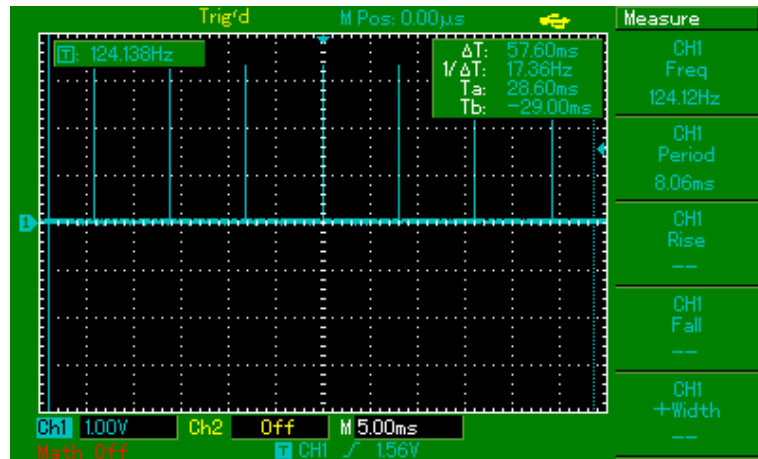 Trig'd M Pos: 0.00µs Measure
T: 124.138Hz
ΔT: 57.60ms
1/ΔT: 17.36Hz
Ta: 28.60ms
Tb: -29.00ms
1
CH1
Freq
124.12Hz
CH1
Period
8.06ms
CH1
Rise
--
CH1
Fall
--
CH1
+Width
--
Ch1 1.00V Ch2 Off M 5.00ms
Math Off T CH1 / 1.56V